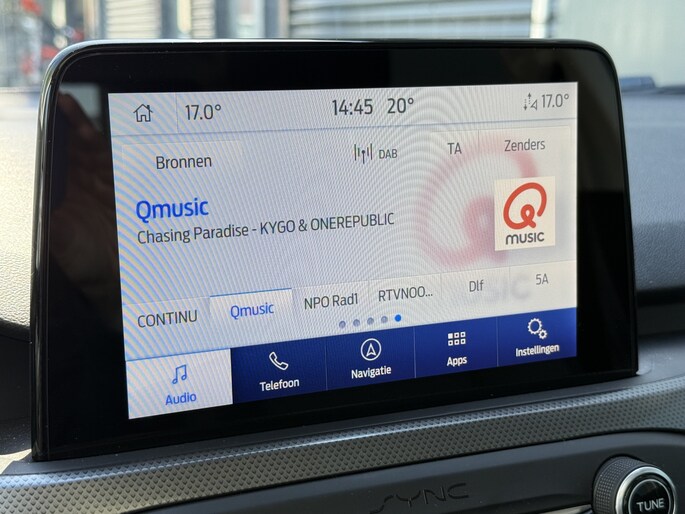 17.0° 14:45 20° 17.0°
Bronnen DAB TA Zenders
Qmusic
Chasing Paradise - KYGO & ONEREPUBLIC
Q
MUSIC
CONTINU Qmusic NPO Rad1 RTVNOO... Dlf 5A
Audio Telefoon Navigatie Apps Instellingen
SYNC
TUNE